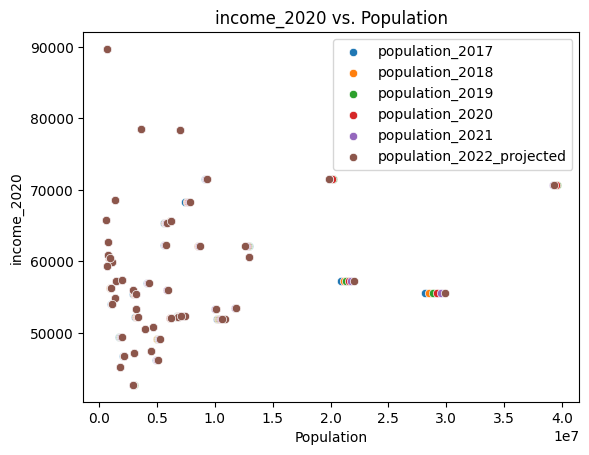 income_2020 vs. Population
90000
80000
70000
60000
50000
income_2020
population_2017
population_2018
population_2019
population_2020
population_2021
population_2022_projected
0.0 0.5 1.0 1.5 2.0 2.5 3.0 3.5 4.0
1e7
Population